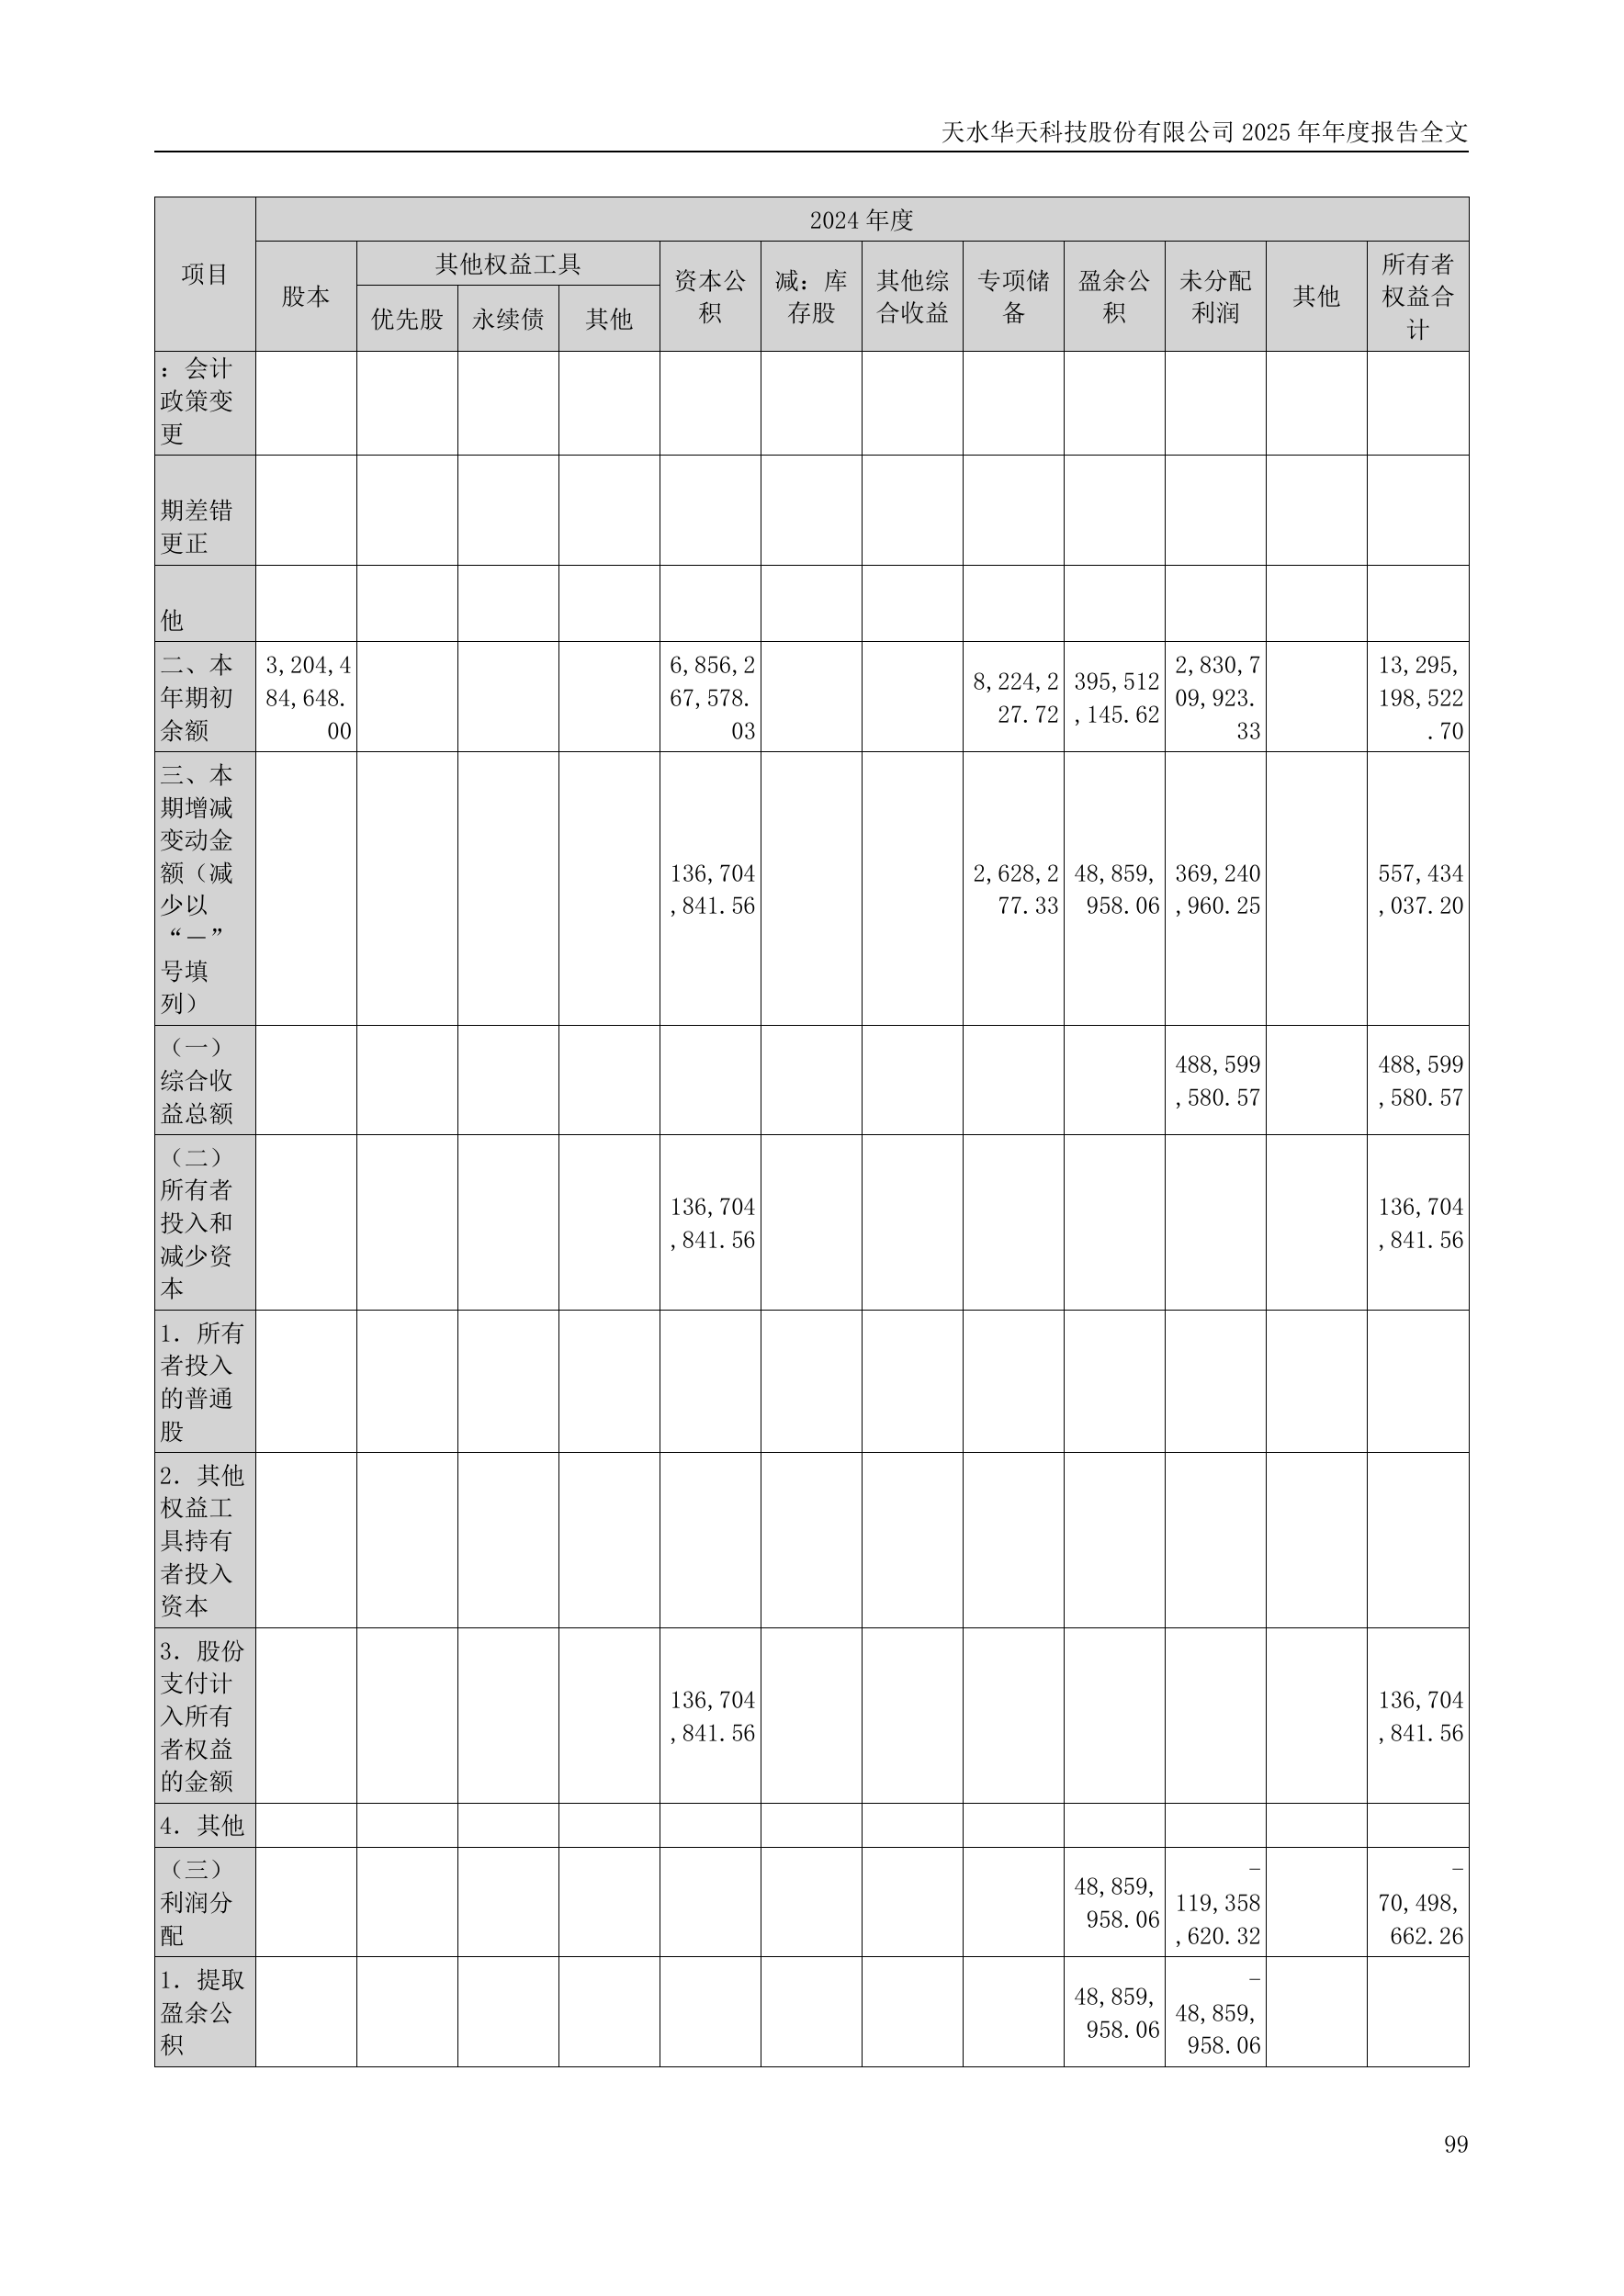 天水华天科技股份有限公司 2025 年年度报告全文
项目
2024 年度
股本
其他权益工具
优先股
永续债
其他
资本公
积
减：库
存股
其他综
合收益
专项储
备
盈余公
积
未分配
利润
其他
所有者
权益合
计
：会计
政策变
更
期差错
更正
他
二、本
年期初
余额
3,204,4
84,648.
00
6,856,2
67,578.
03
8,224,2
27.72
395,512
,145.62
2,830,7
09,923.
33
13,295,
198,522
.70
三、本
期增减
变动金
额（减
少以
“－”
号填
列）
136,704
,841.56
2,628,2
77.33
48,859,
958.06
369,240
,960.25
557,434
,037.20
（一）
综合收
益总额
488,599
,580.57
488,599
,580.57
（二）
所有者
投入和
减少资
本
136,704
,841.56
136,704
,841.56
1．所有
者投入
的普通
股
2．其他
权益工
具持有
者投入
资本
3．股份
支付计
入所有
者权益
的金额
136,704
,841.56
136,704
,841.56
4．其他
（三）
利润分
配
48,859,
958.06
-
119,358
,620.32
-
70,498,
662.26
1．提取
盈余公
积
48,859,
958.06
-
48,859,
958.06
99